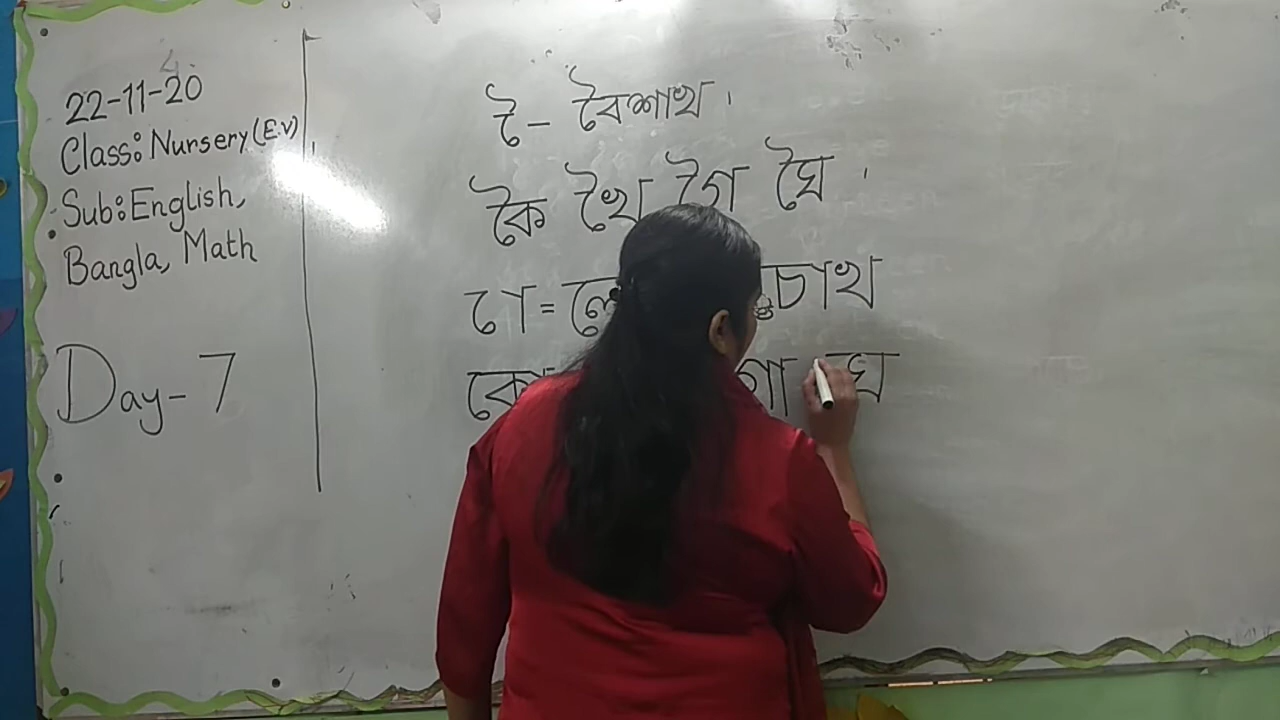 22-11-20
Class: Nursery (E.V)
Sub: English,
Bangla, Math
Day-7
ৈ - বৈশাখ ।
কৈ খৈ গৈ ঘৈ ।
ো = চোখ
কো গো ঘ